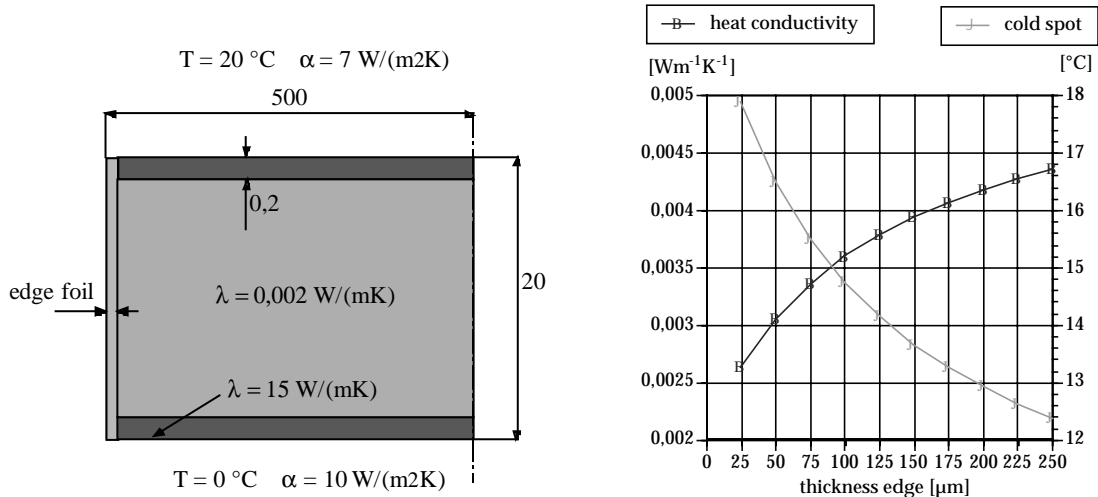 T = 20 °C α = 7 W/(m2K)
500
0,2
edge foil
λ = 0,002 W/(mK)
20
λ = 15 W/(mK)
T = 0 °C α = 10 W/(m2K)
B heat conductivity
J cold spot
[Wm⁻¹K⁻¹]
[°C]
0,005
0,0045
0,004
0,0035
0,003
0,0025
0,002
18
17
16
15
14
13
12
0 25 50 75 100 125 150 175 200 225 250
thickness edge [µm]
B B B B B B B B B B
J J J J J J J J J J